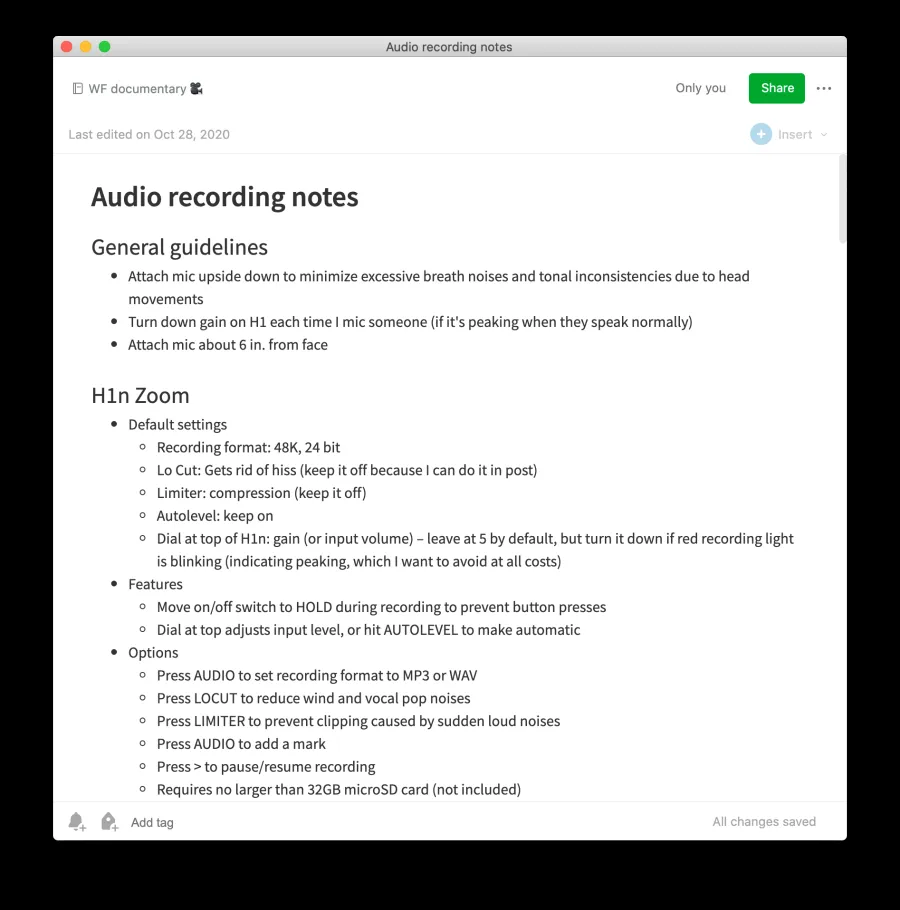 Audio recording notes
WF documentary 🎥
Only you
Share
Last edited on Oct 28, 2020
Insert
Audio recording notes
General guidelines
• Attach mic upside down to minimize excessive breath noises and tonal inconsistencies due to head
movements
• Turn down gain on H1 each time I mic someone (if it's peaking when they speak normally)
• Attach mic about 6 in. from face
H1n Zoom
• Default settings
◦ Recording format: 48K, 24 bit
◦ Lo Cut: Gets rid of hiss (keep it off because I can do it in post)
◦ Limiter: compression (keep it off)
◦ Autolevel: keep on
◦ Dial at top of H1n: gain (or input volume) – leave at 5 by default, but turn it down if red recording light
is blinking (indicating peaking, which I want to avoid at all costs)
• Features
◦ Move on/off switch to HOLD during recording to prevent button presses
◦ Dial at top adjusts input level, or hit AUTOLEVEL to make automatic
• Options
◦ Press AUDIO to set recording format to MP3 or WAV
◦ Press LOCUT to reduce wind and vocal pop noises
◦ Press LIMITER to prevent clipping caused by sudden loud noises
◦ Press AUDIO to add a mark
◦ Press > to pause/resume recording
◦ Requires no larger than 32GB microSD card (not included)
Add tag
All changes saved